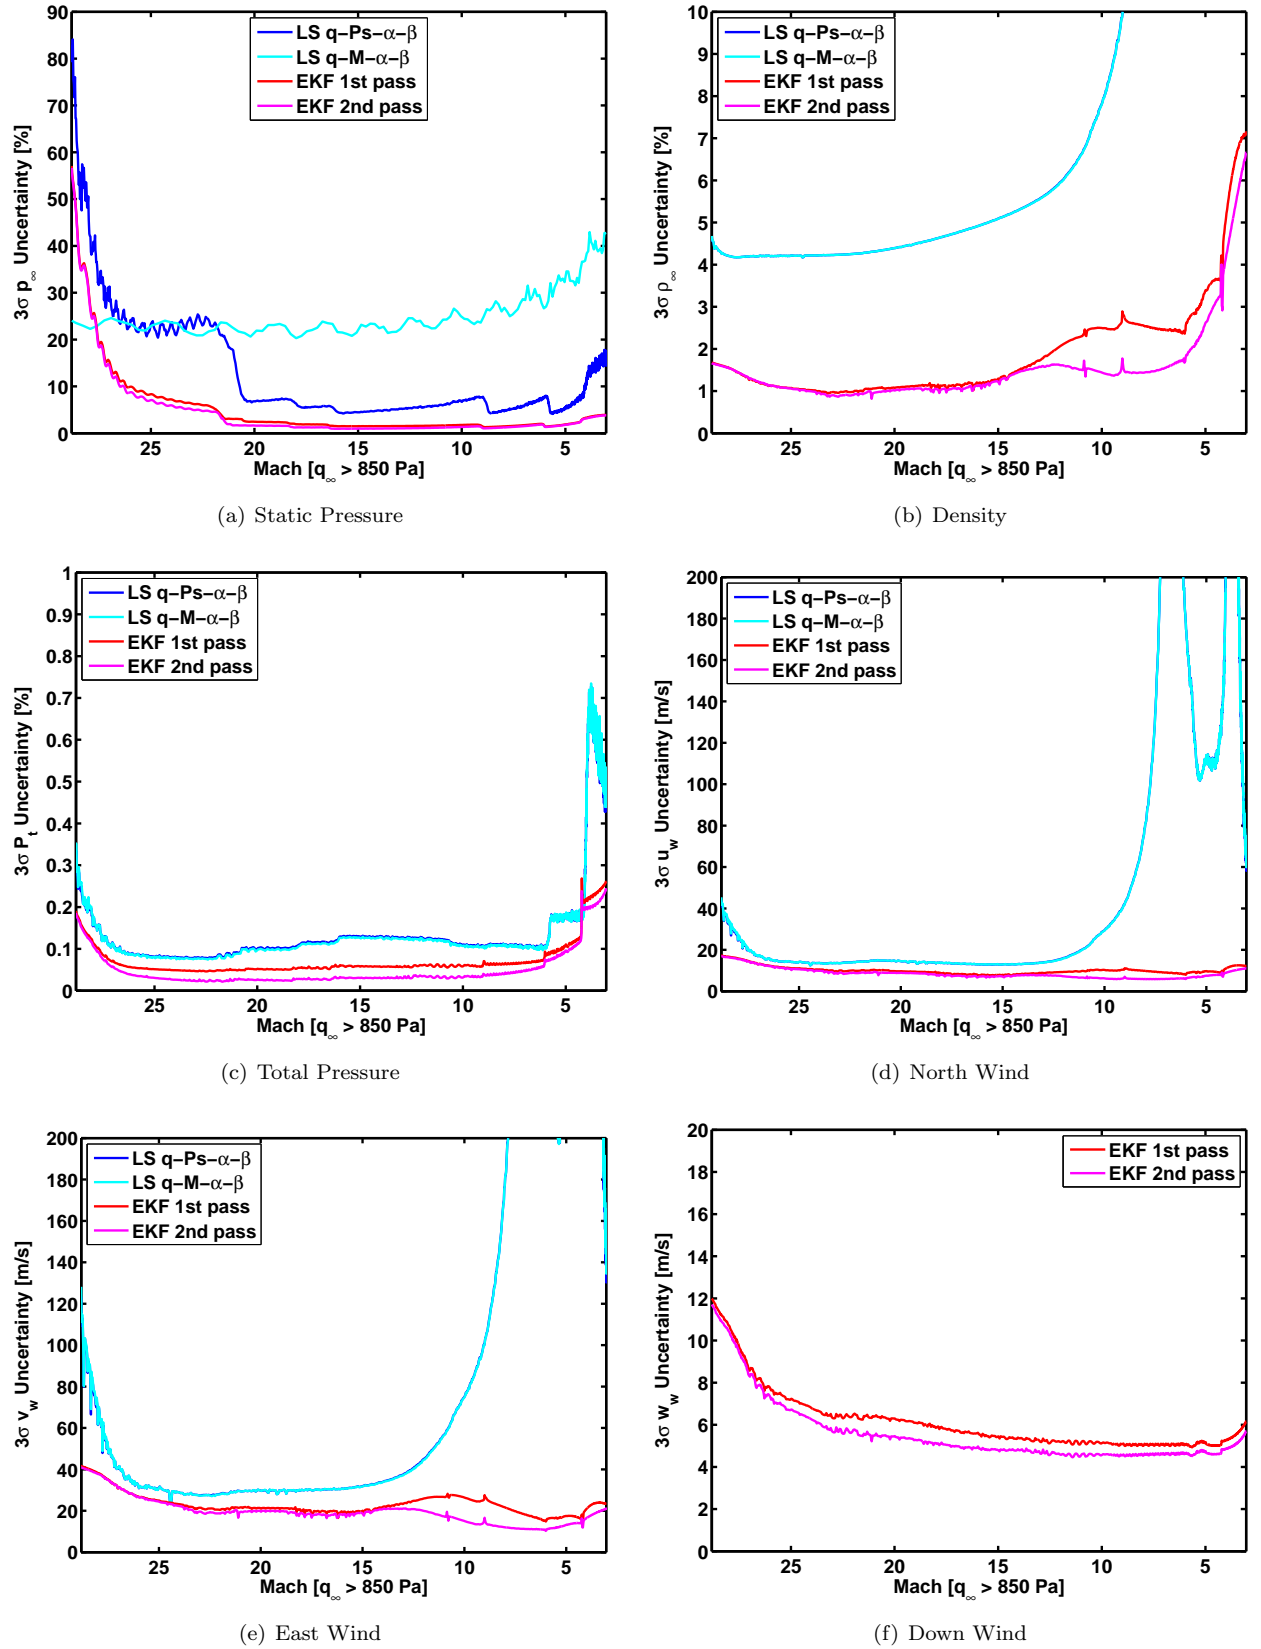 90
80
70
60
50
40
30
20
10
0
25
20
15
10
5
3σ p∞ Uncertainty [%]
Mach [q∞ > 850 Pa]
LS q−Ps−α−β
LS q−M−α−β
EKF 1st pass
EKF 2nd pass
(a) Static Pressure
10
9
8
7
6
5
4
3
2
1
0
25
20
15
10
5
3σ ρ∞ Uncertainty [%]
Mach [q∞ > 850 Pa]
LS q−Ps−α−β
LS q−M−α−β
EKF 1st pass
EKF 2nd pass
(b) Density
1
0.9
0.8
0.7
0.6
0.5
0.4
0.3
0.2
0.1
0
25
20
15
10
5
3σ Pt Uncertainty [%]
Mach [q∞ > 850 Pa]
LS q−Ps−α−β
LS q−M−α−β
EKF 1st pass
EKF 2nd pass
(c) Total Pressure
200
180
160
140
120
100
80
60
40
20
0
25
20
15
10
5
3σ uw Uncertainty [m/s]
Mach [q∞ > 850 Pa]
LS q−Ps−α−β
LS q−M−α−β
EKF 1st pass
EKF 2nd pass
(d) North Wind
200
180
160
140
120
100
80
60
40
20
0
25
20
15
10
5
3σ vw Uncertainty [m/s]
Mach [q∞ > 850 Pa]
LS q−Ps−α−β
LS q−M−α−β
EKF 1st pass
EKF 2nd pass
(e) East Wind
20
18
16
14
12
10
8
6
4
2
0
25
20
15
10
5
3σ ww Uncertainty [m/s]
Mach [q∞ > 850 Pa]
EKF 1st pass
EKF 2nd pass
(f) Down Wind